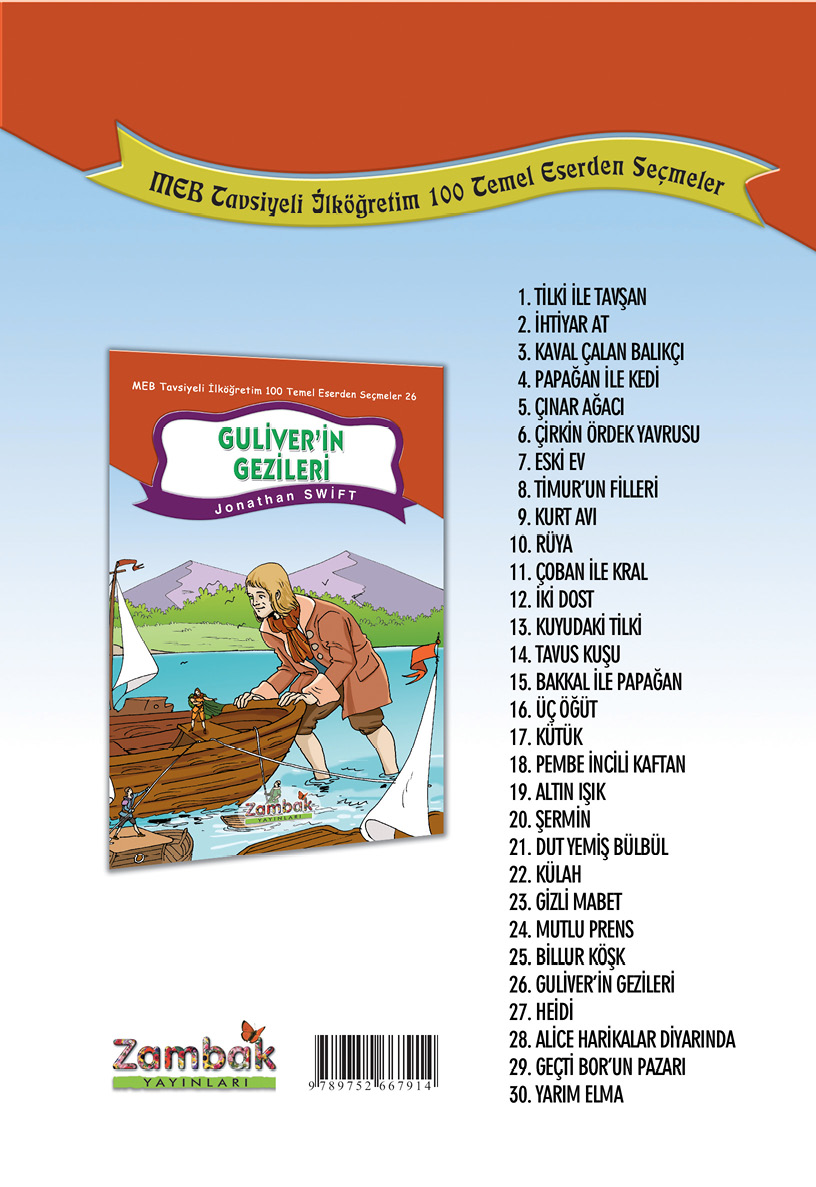 MEB Tavsiyeli İlköğretim 100 Temel Eserden Seçmeler
1. TİLKİ İLE TAVŞAN
2. İHTİYAR AT
3. KAVAL ÇALAN BALIKÇI
4. PAPAĞAN İLE KEDİ
5. ÇINAR AĞACI
6. ÇİRKİN ÖRDEK YAVRUSU
7. ESKİ EV
8. TİMUR'UN FİLLERİ
9. KURT AVI
10. RÜYA
11. ÇOBAN İLE KRAL
12. İKİ DOST
13. KUYUDAKİ TİLKİ
14. TAVUS KUŞU
15. BAKKAL İLE PAPAĞAN
16. ÜÇ ÖĞÜT
17. KÜTÜK
18. PEMBE İNCİLİ KAFTAN
19. ALTIN IŞIK
20. ŞERMİN
21. DUT YEMİŞ BÜLBÜL
22. KÜLAH
23. GİZLİ MABET
24. MUTLU PRENS
25. BİLLUR KÖŞK
26. GULİVER'İN GEZİLERİ
27. HEİDİ
28. ALİCE HARİKALAR DİYARINDA
29. GEÇTİ BOR'UN PAZARI
30. YARIM ELMA
MEB Tavsiyeli İlköğretim 100 Temel Eserden Seçmeler 26
GULİVER'İN
GEZİLERİ
Jonathan SWİFT
Zambak
YAYINLARI
Zambak
YAYINLARI
9 789752 667914